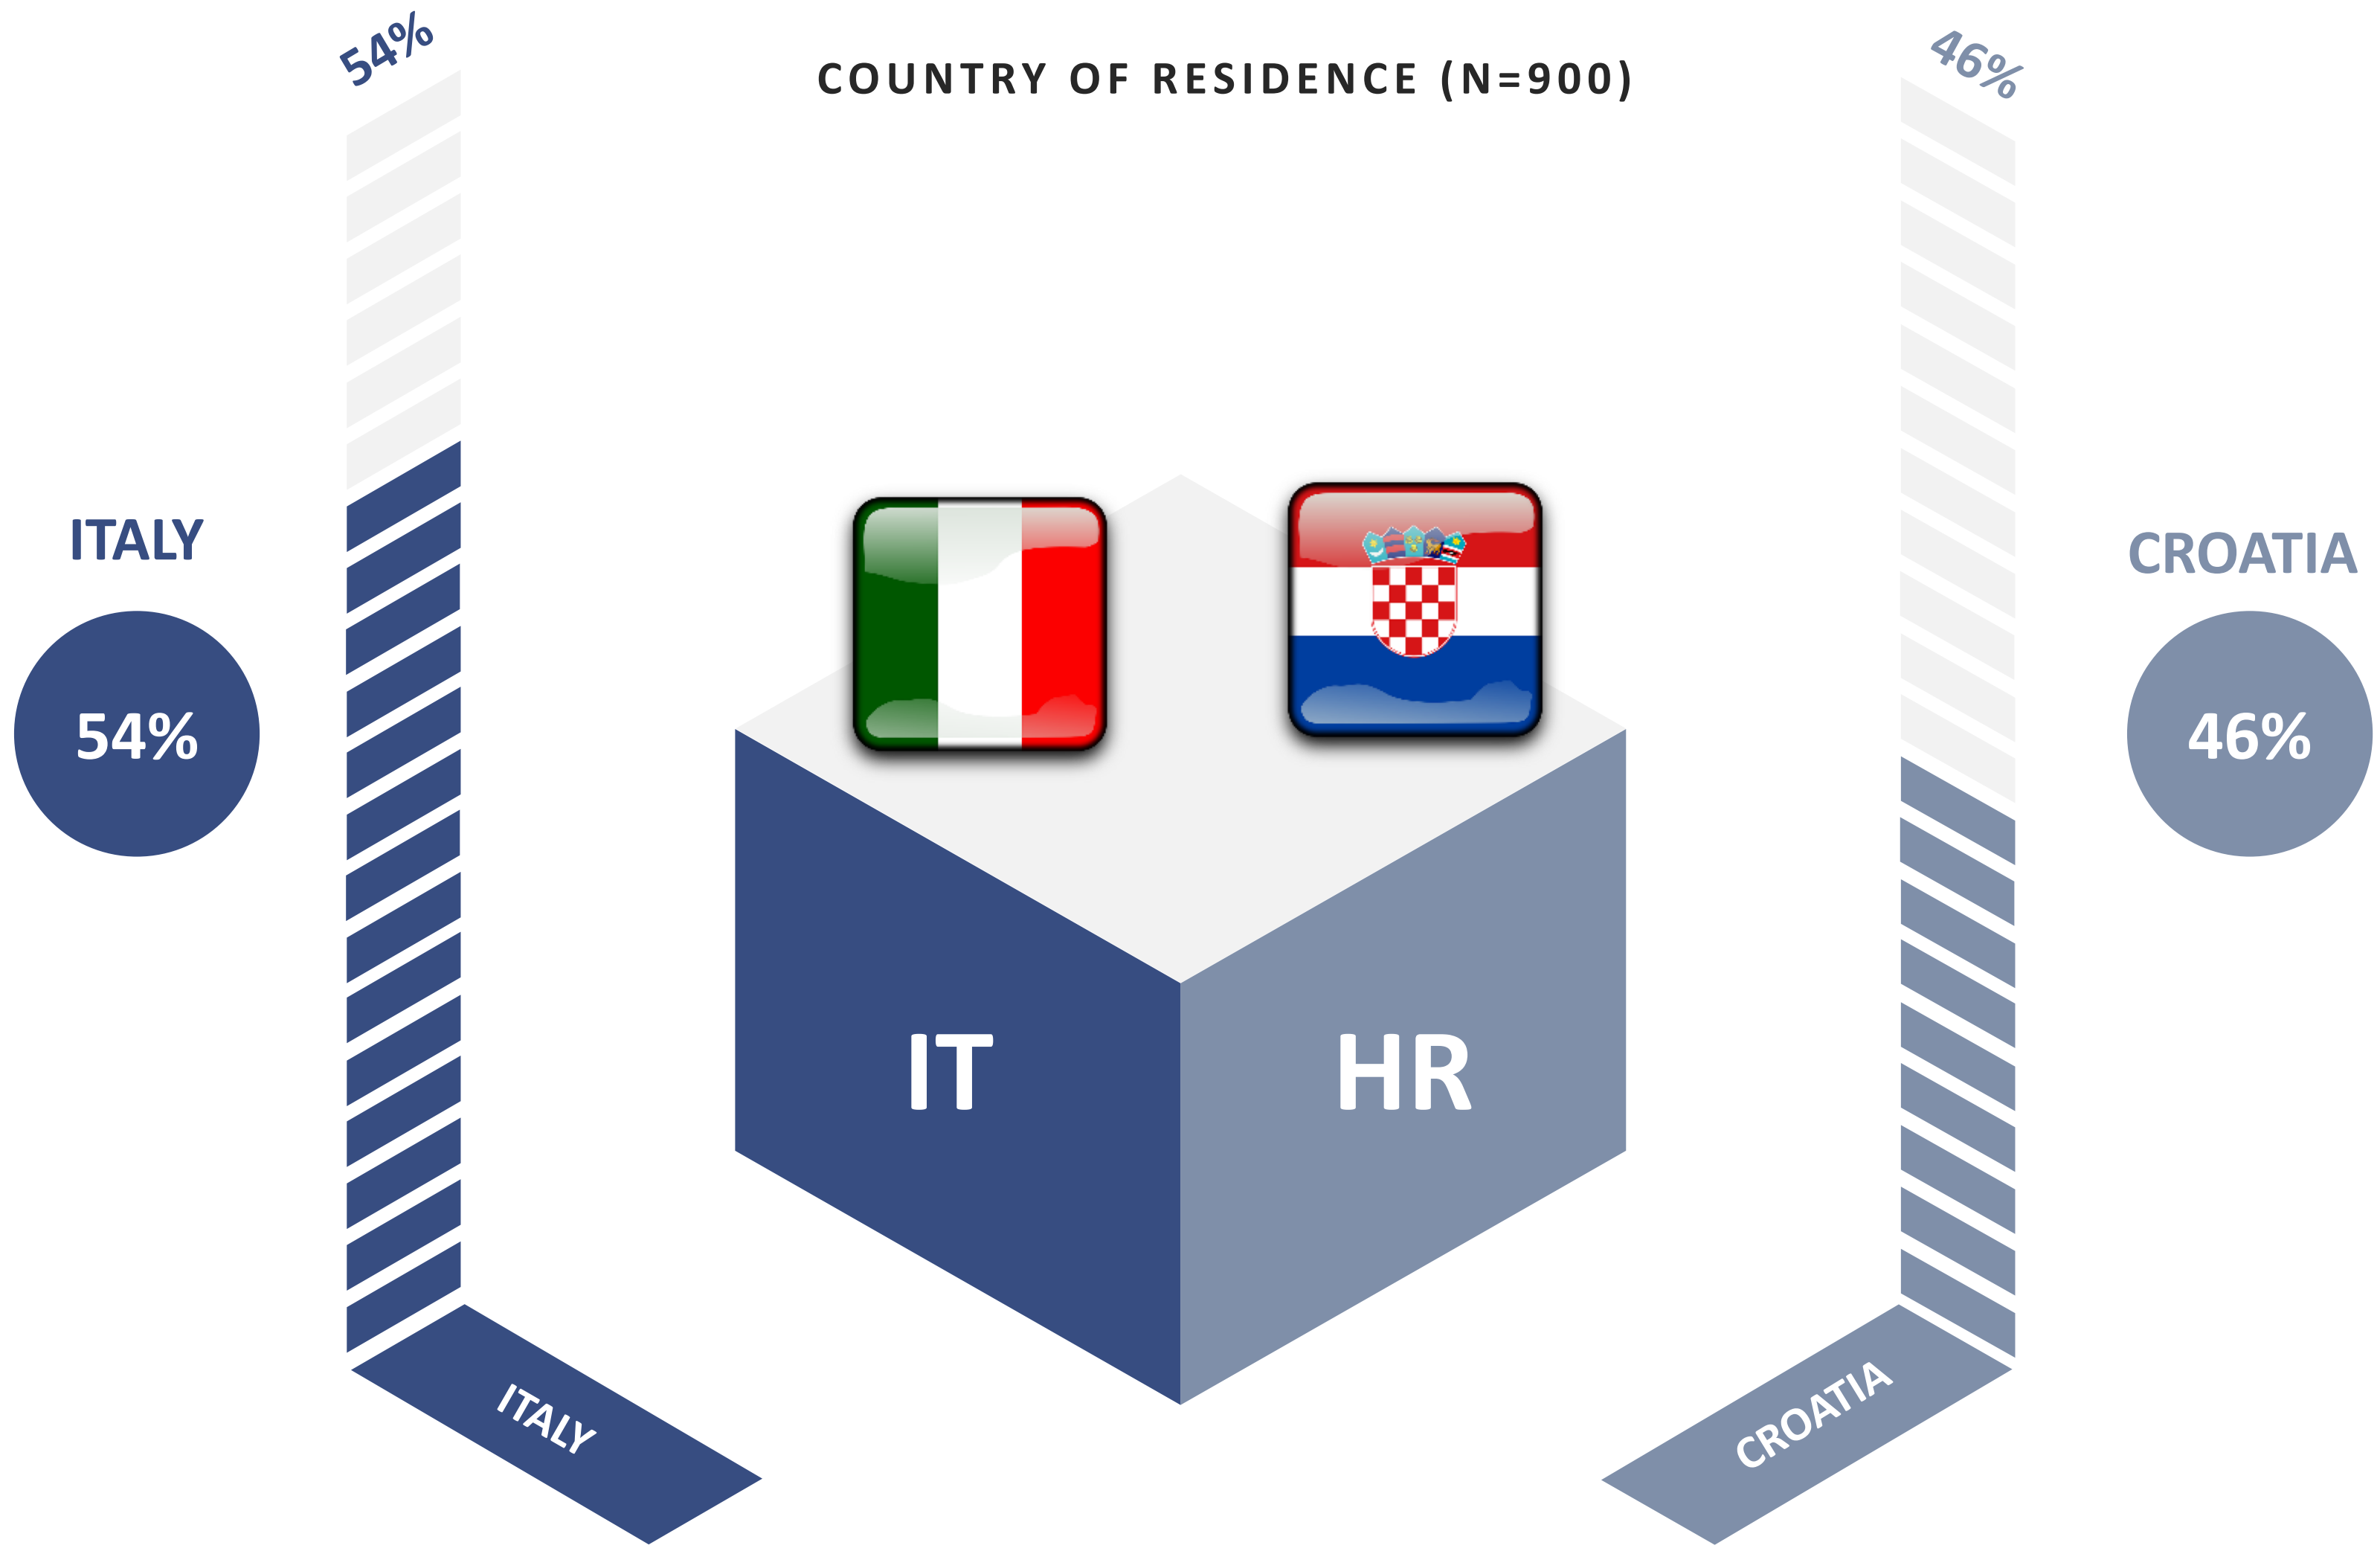 54%
COUNTRY OF RESIDENCE (N=900)
46%
ITALY
CROATIA
54%
46%
IT
HR
ITALY
CROATIA